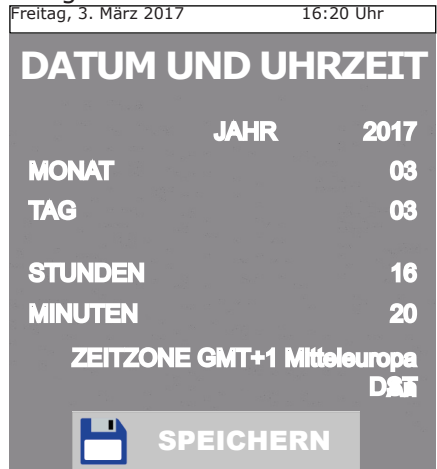 Freitag, 3. März 2017 16:20 Uhr
DATUM UND UHRZEIT
JAHR 2017
MONAT 03
TAG 03
STUNDEN 16
MINUTEN 20
ZEITZONE GMT+1 Mitteleuropa
DST
SPEICHERN